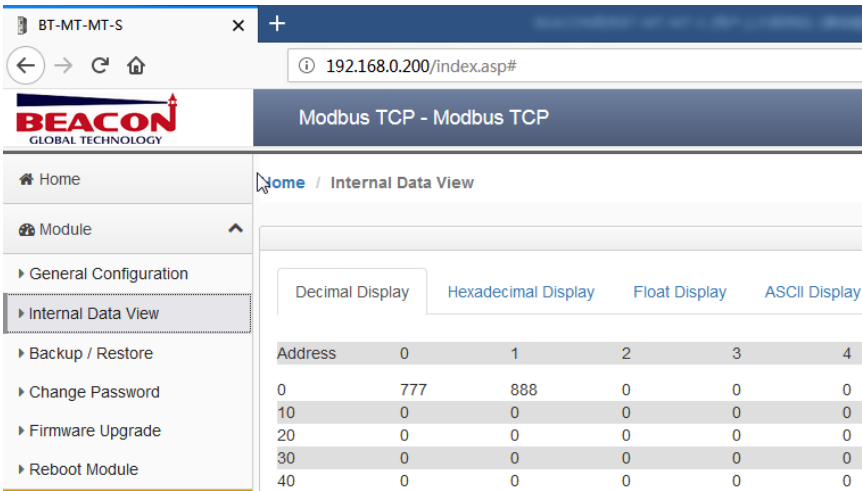 BT-MT-MT-S
192.168.0.200/index.asp#
BEACON
GLOBAL TECHNOLOGY
Modbus TCP - Modbus TCP
Home
Home / Internal Data View
Module
General Configuration
Internal Data View
Backup / Restore
Change Password
Firmware Upgrade
Reboot Module
Decimal Display Hexadecimal Display Float Display ASCII Display
Address 0 1 2 3 4
0 777 888 0 0 0
10 0 0 0 0 0
20 0 0 0 0 0
30 0 0 0 0 0
40 0 0 0 0 0